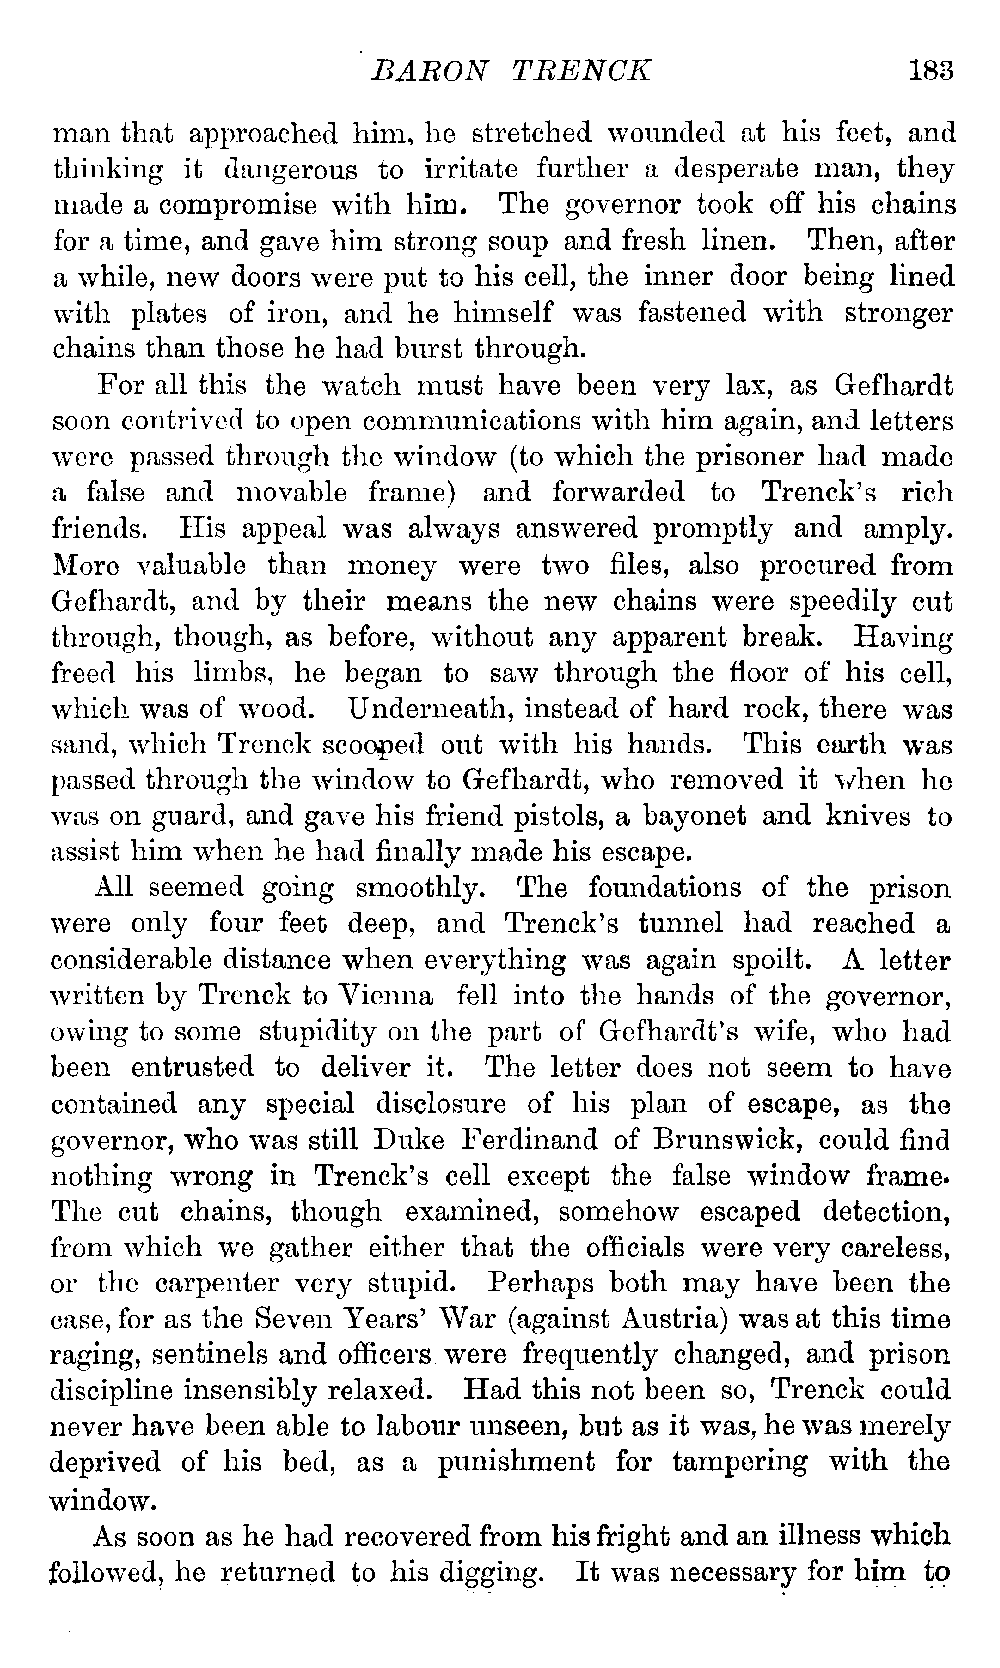 BARON TRENCK 183
man that approached him, he stretched wounded at his feet, and
thinking it dangerous to irritate further a desperate man, they
made a compromise with him. The governor took off his chains
for a time, and gave him strong soup and fresh linen. Then, after
a while, new doors were put to his cell, the inner door being lined
with plates of iron, and he himself was fastened with stronger
chains than those he had burst through.
For all this the watch must have been very lax, as Gefhardt
soon contrived to open communications with him again, and letters
were passed through the window (to which the prisoner had made
a false and movable frame) and forwarded to Trenck's rich
friends. His appeal was always answered promptly and amply.
More valuable than money were two files, also procured from
Gefhardt, and by their means the new chains were speedily cut
through, though, as before, without any apparent break. Having
freed his limbs, he began to saw through the floor of his cell,
which was of wood. Underneath, instead of hard rock, there was
sand, which Trenck scooped out with his hands. This earth was
passed through the window to Gefhardt, who removed it when he
was on guard, and gave his friend pistols, a bayonet and knives to
assist him when he had finally made his escape.
All seemed going smoothly. The foundations of the prison
were only four feet deep, and Trenck's tunnel had reached a
considerable distance when everything was again spoilt. A letter
written by Trenck to Vienna fell into the hands of the governor,
owing to some stupidity on the part of Gefhardt's wife, who had
been entrusted to deliver it. The letter does not seem to have
contained any special disclosure of his plan of escape, as the
governor, who was still Duke Ferdinand of Brunswick, could find
nothing wrong in Trenck's cell except the false window frame.
The cut chains, though examined, somehow escaped detection,
from which we gather either that the officials were very careless,
or the carpenter very stupid. Perhaps both may have been the
case, for as the Seven Years' War (against Austria) was at this time
raging, sentinels and officers were frequently changed, and prison
discipline insensibly relaxed. Had this not been so, Trenck could
never have been able to labour unseen, but as it was, he was merely
deprived of his bed, as a punishment for tampering with the
window.
As soon as he had recovered from his fright and an illness which
followed, he returned to his digging. It was necessary for him to